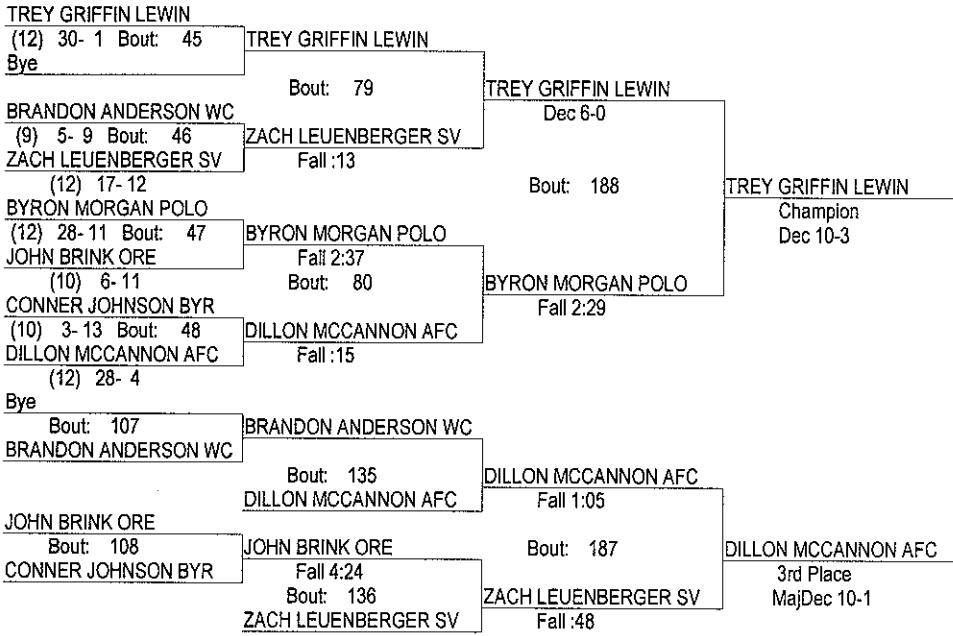 TREY GRIFFIN LEWIN
(12) 30- 1 Bout: 45
Bye
TREY GRIFFIN LEWIN
Bout: 79
BRANDON ANDERSON WC
(9) 5- 9 Bout: 46
ZACH LEUENBERGER SV
(12) 17- 12
ZACH LEUENBERGER SV
Fall :13
TREY GRIFFIN LEWIN
Dec 6-0
Bout: 188
BYRON MORGAN POLO
(12) 28- 11 Bout: 47
JOHN BRINK ORE
(10) 6- 11
BYRON MORGAN POLO
Fall 2:37
Bout: 80
CONNER JOHNSON BYR
(10) 3- 13 Bout: 48
DILLON MCCANNON AFC
(12) 28- 4
DILLON MCCANNON AFC
Fall :15
BYRON MORGAN POLO
Fall 2:29
TREY GRIFFIN LEWIN
Champion
Dec 10-3
Bye
Bout: 107
BRANDON ANDERSON WC
BRANDON ANDERSON WC
Bout: 135
DILLON MCCANNON AFC
DILLON MCCANNON AFC
Fall 1:05
Bout: 187
JOHN BRINK ORE
Bout: 108
CONNER JOHNSON BYR
JOHN BRINK ORE
Fall 4:24
Bout: 136
ZACH LEUENBERGER SV
ZACH LEUENBERGER SV
Fall :48
DILLON MCCANNON AFC
3rd Place
MajDec 10-1